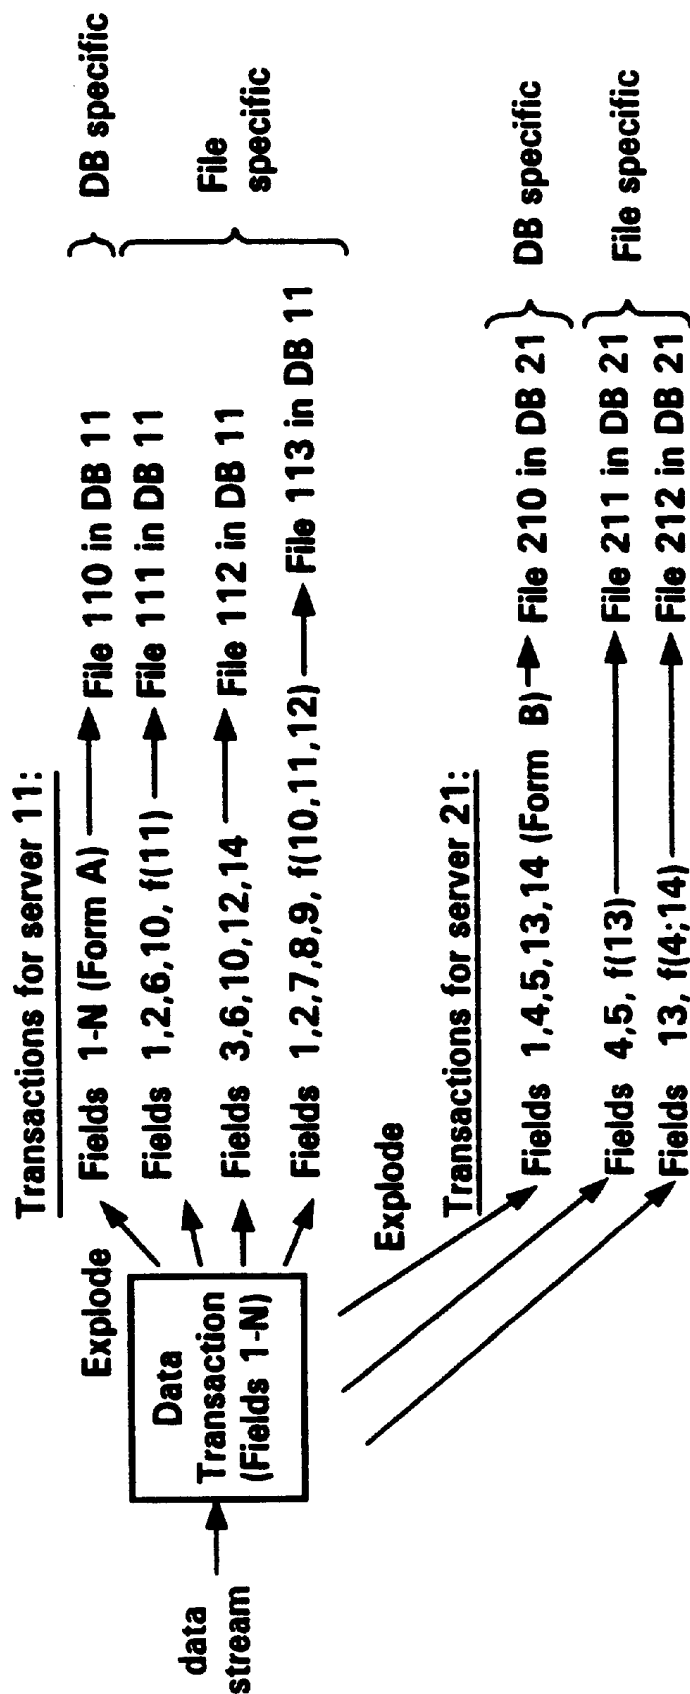 data
stream
Data
Transaction
(Fields 1-N)
Explode
Transactions for server 11:
Fields 1-N (Form A)
File 110 in DB 11
DB specific
Fields 1,2,6,10, f(11)
File 111 in DB 11
Fields 3,6,10,12,14
File 112 in DB 11
Fields 1,2,7,8,9, f(10,11,12)
File 113 in DB 11
File
specific
Explode
Transactions for server 21:
Fields 1,4,5,13,14 (Form B)
File 210 in DB 21
DB specific
Fields 4,5, f(13)
File 211 in DB 21
Fields 13, f(4;14)
File 212 in DB 21
File specific